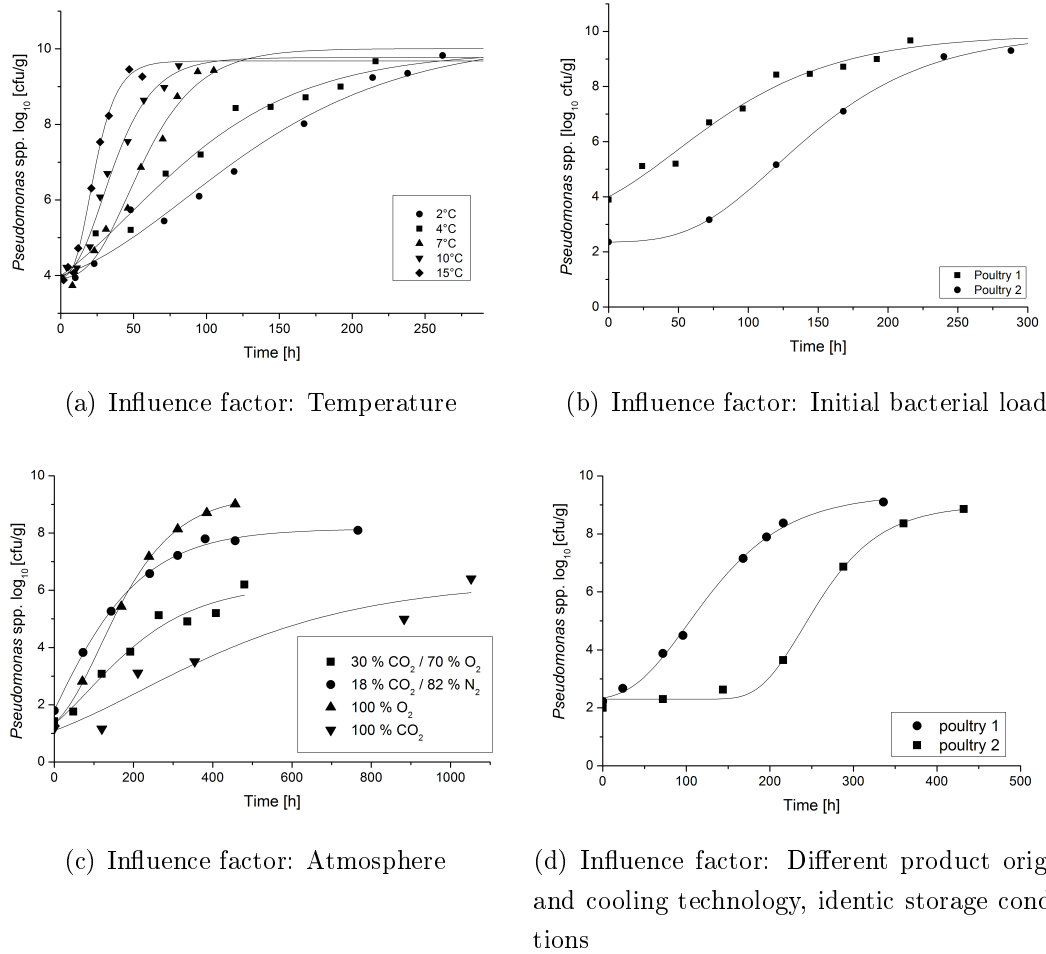 Pseudomonas spp. log10 [cfu/g]
10
8
6
4
2°C
4°C
7°C
10°C
15°C
0 50 100 150 200 250
Time [h]
(a) Influence factor: Temperature
Pseudomonas spp. [log10 cfu/g]
10
8
6
4
2
0
Poultry 1
Poultry 2
0 50 100 150 200 250 300
Time [h]
(b) Influence factor: Initial bacterial load
Pseudomonas spp. log10 [cfu/g]
10
8
6
4
2
0
30 % CO2 / 70 % O2
18 % CO2 / 82 % N2
100 % O2
100 % CO2
0 200 400 600 800 1000
Time [h]
(c) Influence factor: Atmosphere
Pseudomonas spp. log10 [cfu/g]
10
8
6
4
2
0
poultry 1
poultry 2
0 100 200 300 400 500
Time [h]
(d) Influence factor: Different product orig
and cooling technology, identic storage cond
tions